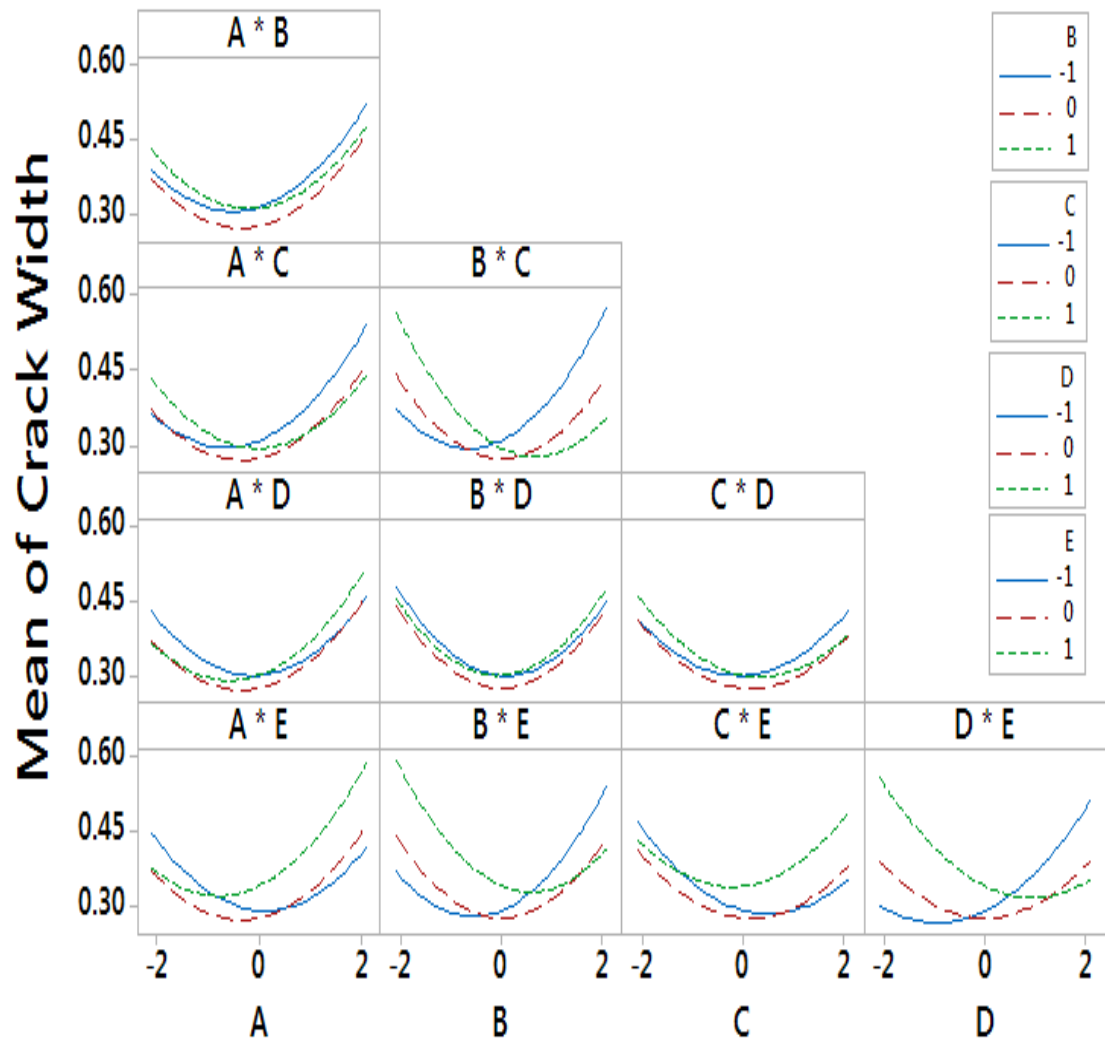 A * B
0.60
0.45
0.30
A * C
B * C
0.60
0.45
0.30
A * D
B * D
C * D
0.60
0.45
0.30
A * E
B * E
C * E
D * E
0.60
0.45
0.30
-2 0 2
-2 0 2
-2 0 2
-2 0 2
A
B
C
D
Mean of Crack Width
B
-1
0
1
C
-1
0
1
D
-1
0
1
E
-1
0
1